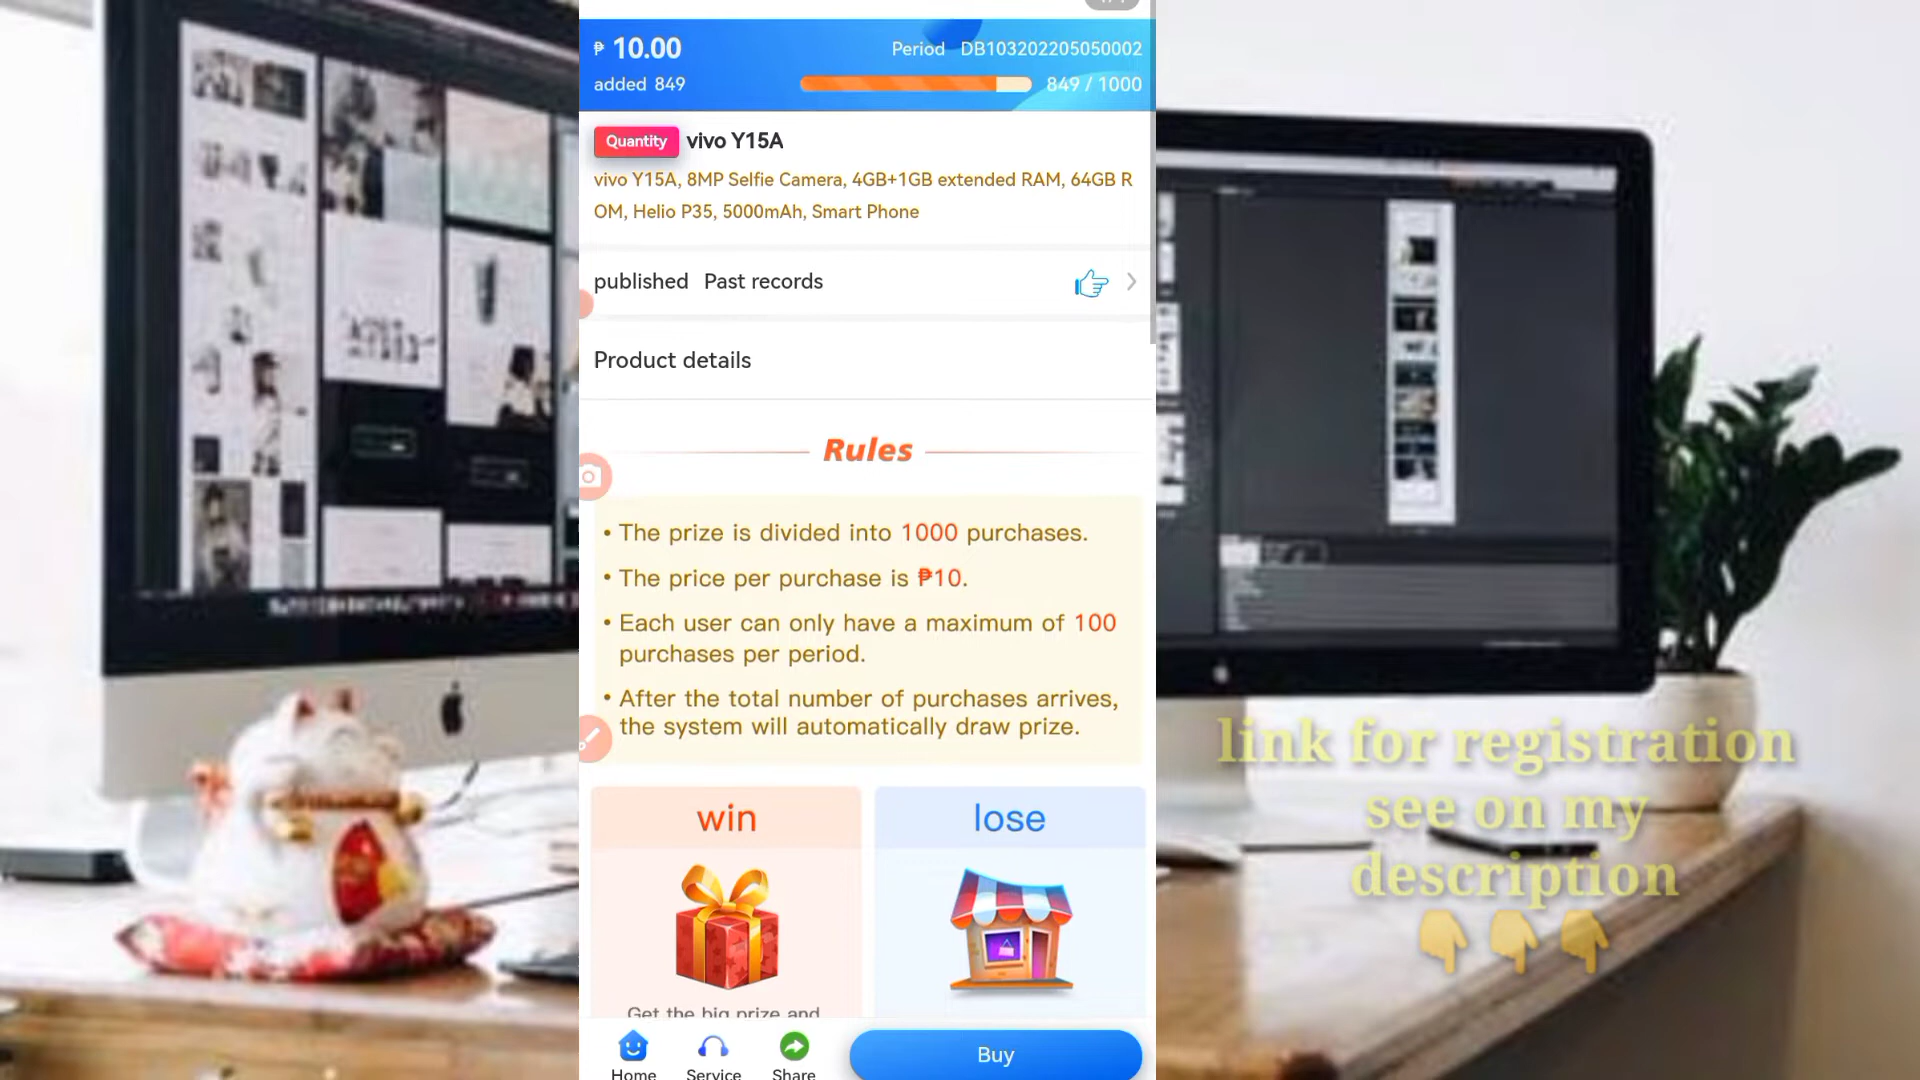 ₱ 10.00
Period DB103202205050002
added 849
849 / 1000
Quantity vivo Y15A
vivo Y15A, 8MP Selfie Camera, 4GB+1GB extended RAM, 64GB R
OM, Helio P35, 5000mAh, Smart Phone
published Past records
Product details
Rules
• The prize is divided into 1000 purchases.
• The price per purchase is ₱10.
• Each user can only have a maximum of 100
purchases per period.
• After the total number of purchases arrives,
the system will automatically draw prize.
win
lose
Get the big prize and
Home
Service
Share
Buy
link for registration
see on my
description